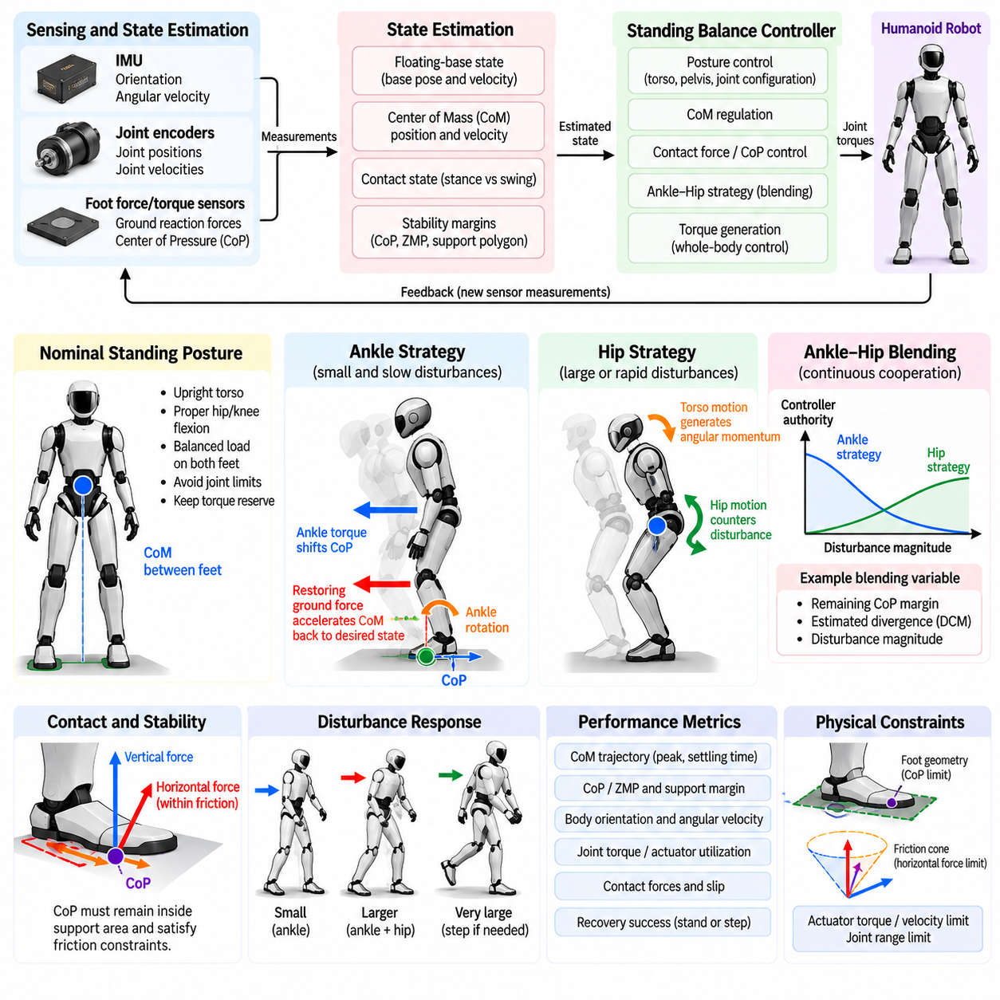 Sensing and State Estimation
IMU
Orientation
Angular velocity
Joint encoders
Joint positions
Joint velocities
Foot force/torque sensors
Ground reaction forces
Center of Pressure (CoP)
Measurements
State Estimation
Floating-base state
(base pose and velocity)
Center of Mass (CoM)
position and velocity
Contact state (stance vs swing)
Stability margins
(CoP, ZMP, support polygon)
Estimated
state
Standing Balance Controller
Posture control
(torso, pelvis, joint configuration)
CoM regulation
Contact force / CoP control
Ankle–Hip strategy (blending)
Torque generation
(whole-body control)
Joint
torques
Humanoid Robot
Feedback (new sensor measurements)
Nominal Standing Posture
• Upright torso
• Proper hip/knee
flexion
• Balanced load
on both feet
• Avoid joint limits
• Keep torque reserve
CoM
between feet
Ankle Strategy
(small and slow disturbances)
Ankle torque
shifts CoP
Restoring
ground force
accelerates CoM
back to desired state
Ankle
rotation
CoP
Hip Strategy
(large or rapid disturbances)
Torso motion
generates
angular momentum
Hip motion
counters
disturbance
Ankle–Hip Blending
(continuous cooperation)
Controller
authority
Ankle
strategy
Hip
strategy
Disturbance magnitude
Example blending variable
• Remaining CoP margin
• Estimated divergence (DCM)
• Disturbance magnitude
Contact and Stability
Vertical force
Horizontal force
(within friction)
CoP
CoP must remain inside
support area and satisfy
friction constraints.
Disturbance Response
Small
(ankle)
Larger
(ankle + hip)
Very large
(step if needed)
Performance Metrics
CoM trajectory (peak, settling time)
CoP / ZMP and support margin
Body orientation and angular velocity
Joint torque / actuator utilization
Contact forces and slip
Recovery success (stand or step)
Physical Constraints
Foot geometry
(CoP limit)
Friction cone
(horizontal force limit)
Actuator torque / velocity limit
Joint range limit